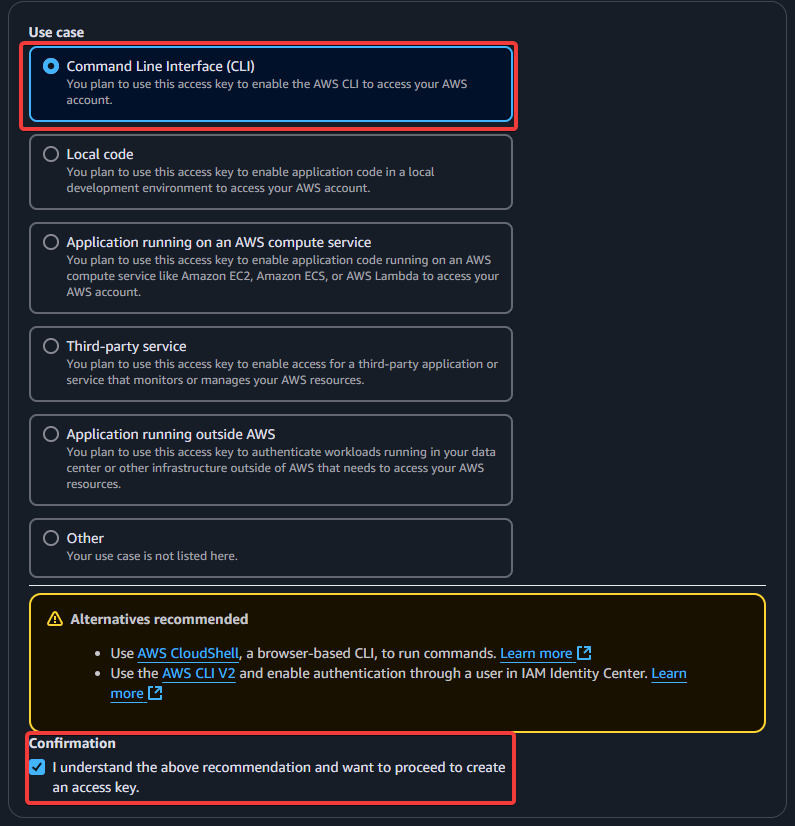 Use case
Command Line Interface (CLI)
You plan to use this access key to enable the AWS CLI to access your AWS
account.
Local code
You plan to use this access key to enable application code in a local
development environment to access your AWS account.
Application running on an AWS compute service
You plan to use this access key to enable application code running on an AWS
compute service like Amazon EC2, Amazon ECS, or AWS Lambda to access your
AWS account.
Third-party service
You plan to use this access key to enable access for a third-party application or
service that monitors or manages your AWS resources.
Application running outside AWS
You plan to use this access key to authenticate workloads running in your data
center or other infrastructure outside of AWS that needs to access your AWS
resources.
Other
Your use case is not listed here.
Alternatives recommended
• Use AWS CloudShell, a browser-based CLI, to run commands. Learn more
• Use the AWS CLI V2 and enable authentication through a user in IAM Identity Center. Learn
more
Confirmation
I understand the above recommendation and want to proceed to create
an access key.